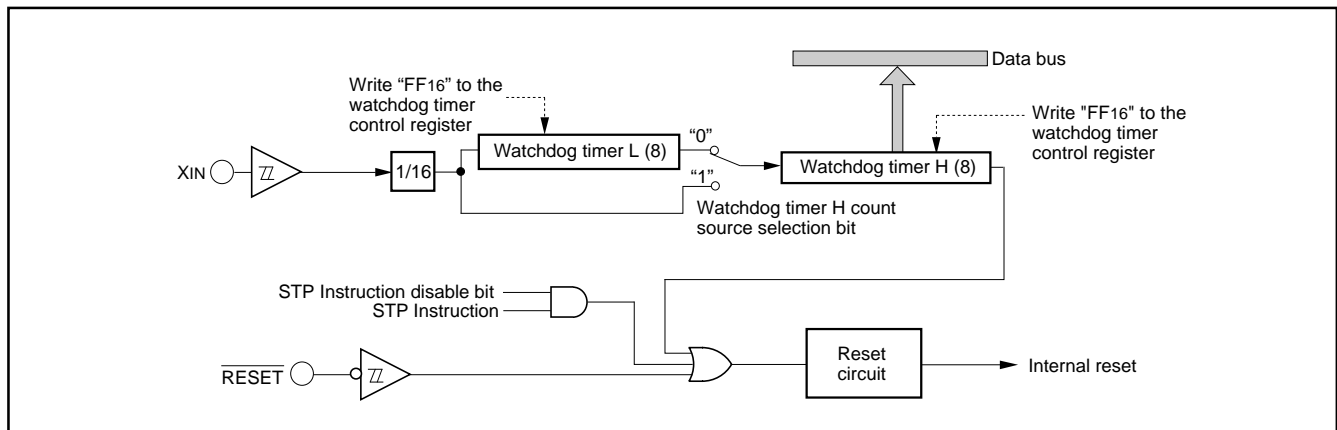 Data bus
Write “FF16” to the
watchdog timer
control register
Write "FF16" to the
watchdog timer
control register
“0”
Watchdog timer L (8)
Watchdog timer H (8)
XIN
1/16
“1”
Watchdog timer H count
source selection bit
STP Instruction disable bit
STP Instruction
Reset
circuit
Internal reset
RESET